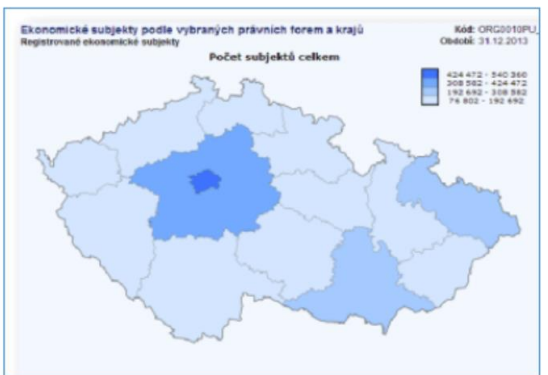 Ekonomické subjekty podle vybraných právních forem a krajů
Registrované ekonomické subjekty
Kód: ORG0010PU_
Období: 31.12.2013
Počet subjektů celkem
424 472 - 540 360
308 582 - 424 472
192 692 - 308 582
76 802 - 192 692